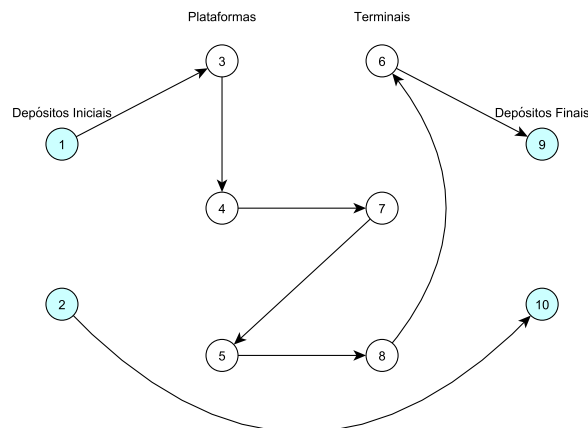 Plataformas
Terminais
3
6
Depósitos Iniciais
Depósitos Finais
1
9
4
7
2
10
5
8